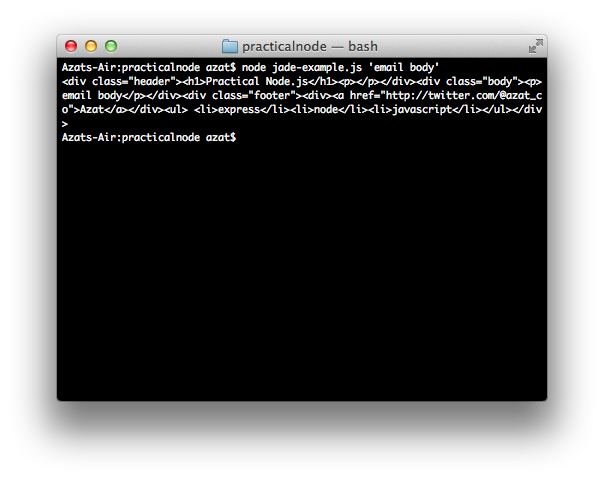 practicalnode — bash
Azats-Air:practicalnode azat$ node jade-example.js 'email body'
<div class="header"><h1>Practical Node.js</h1><p></p></div><div class="body"><p>
email body</p></div><div class="footer"><div><a href="http://twitter.com/@azat_c
o">Azat</a></div><ul> <li>express</li><li>node</li><li>javascript</li></ul></div
>
Azats-Air:practicalnode azat$